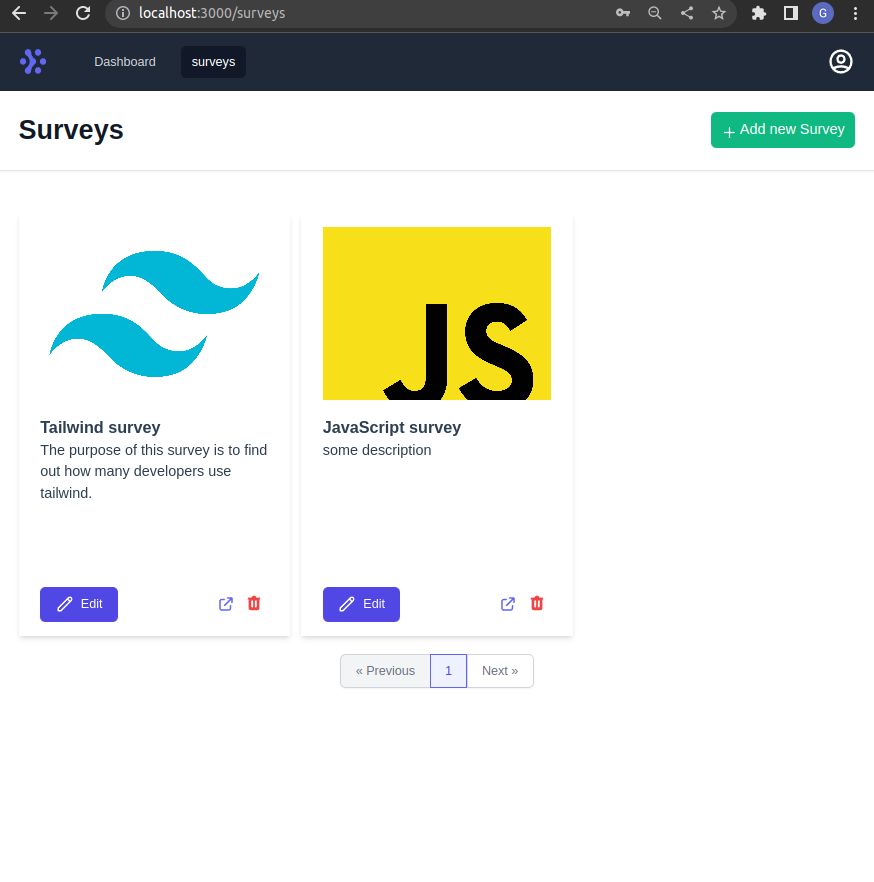 localhost:3000/surveys
G
Dashboard surveys
Surveys
+ Add new Survey
JS
Tailwind survey
The purpose of this survey is to find
out how many developers use
tailwind.
Edit
JavaScript survey
some description
Edit
« Previous 1 Next »